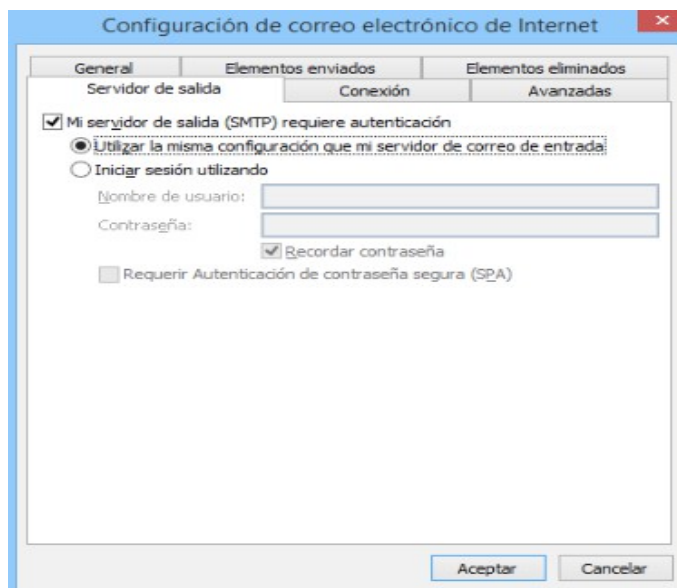 Configuración de correo electrónico de Internet
General Elementos enviados Elementos eliminados
Servidor de salida Conexión Avanzadas
Mi servidor de salida (SMTP) requiere autenticación
Utilizar la misma configuración que mi servidor de correo de entrada
Iniciar sesión utilizando
Nombre de usuario:
Contraseña:
Recordar contraseña
Requerir Autenticación de contraseña segura (SPA)
Aceptar Cancelar